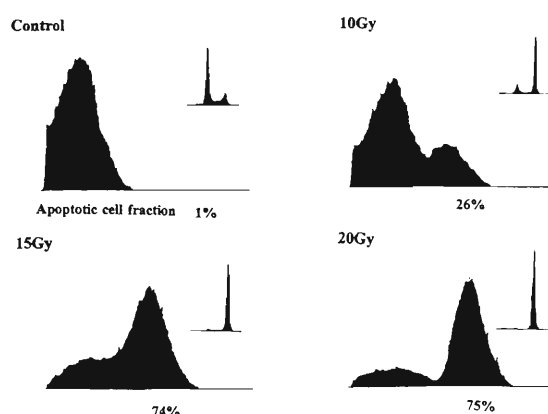 Control
10Gy
Apoptotic cell fraction 1%
26%
15Gy
20Gy
74%
75%